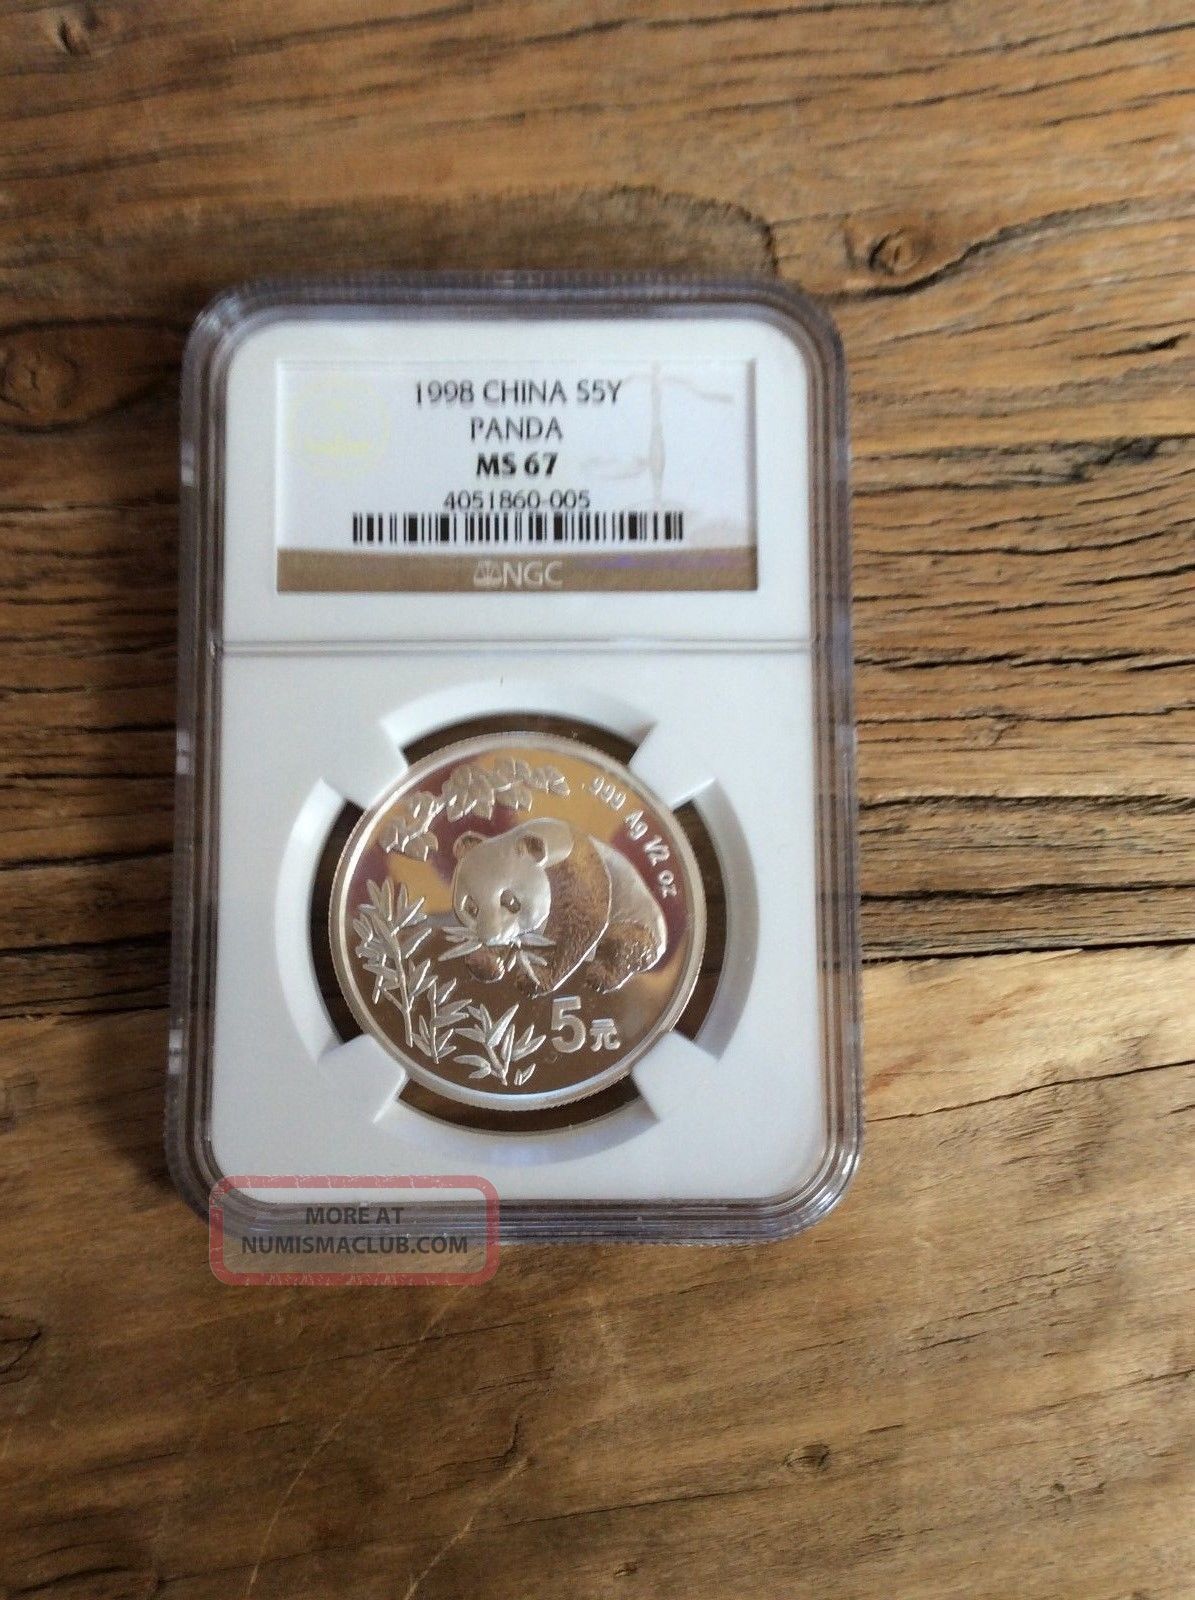 1998 CHINA S5Y
PANDA
MS 67
4051860-005
NGC
.999 Ag 1/2 oz
5元
MORE AT
NUMISMACLUB.COM